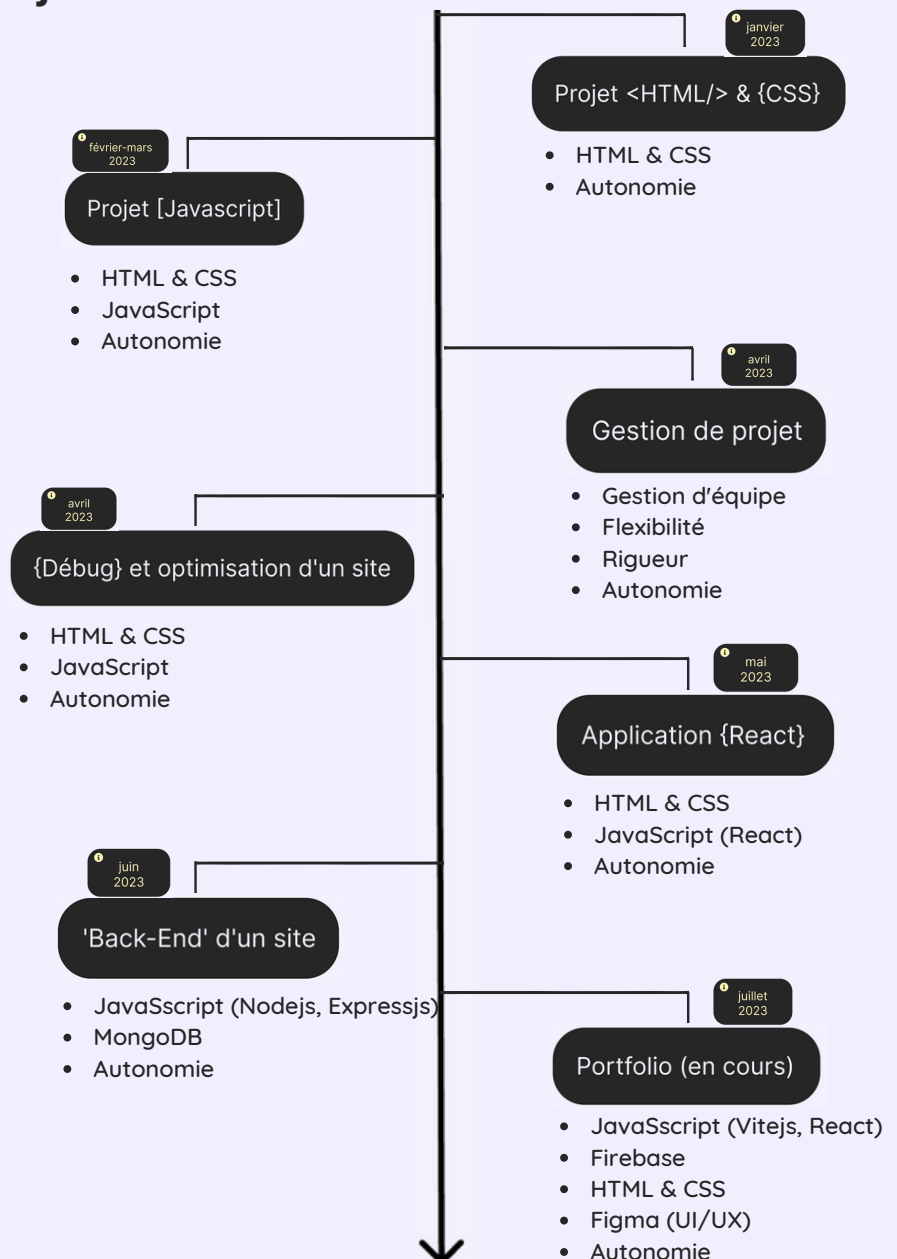 janvier
2023
Projet <HTML/> & {CSS}
HTML & CSS
Autonomie
février-mars
2023
Projet [Javascript]
HTML & CSS
JavaScript
Autonomie
avril
2023
Gestion de projet
Gestion d'équipe
Flexibilité
Rigueur
Autonomie
avril
2023
{Débug} et optimisation d'un site
HTML & CSS
JavaScript
Autonomie
mai
2023
Application {React}
HTML & CSS
JavaScript (React)
Autonomie
juin
2023
'Back-End' d'un site
JavaSscript (Nodejs, Expressjs)
MongoDB
Autonomie
juillet
2023
Portfolio (en cours)
JavaSscript (Vitejs, React)
Firebase
HTML & CSS
Figma (UI/UX)
Autonomie